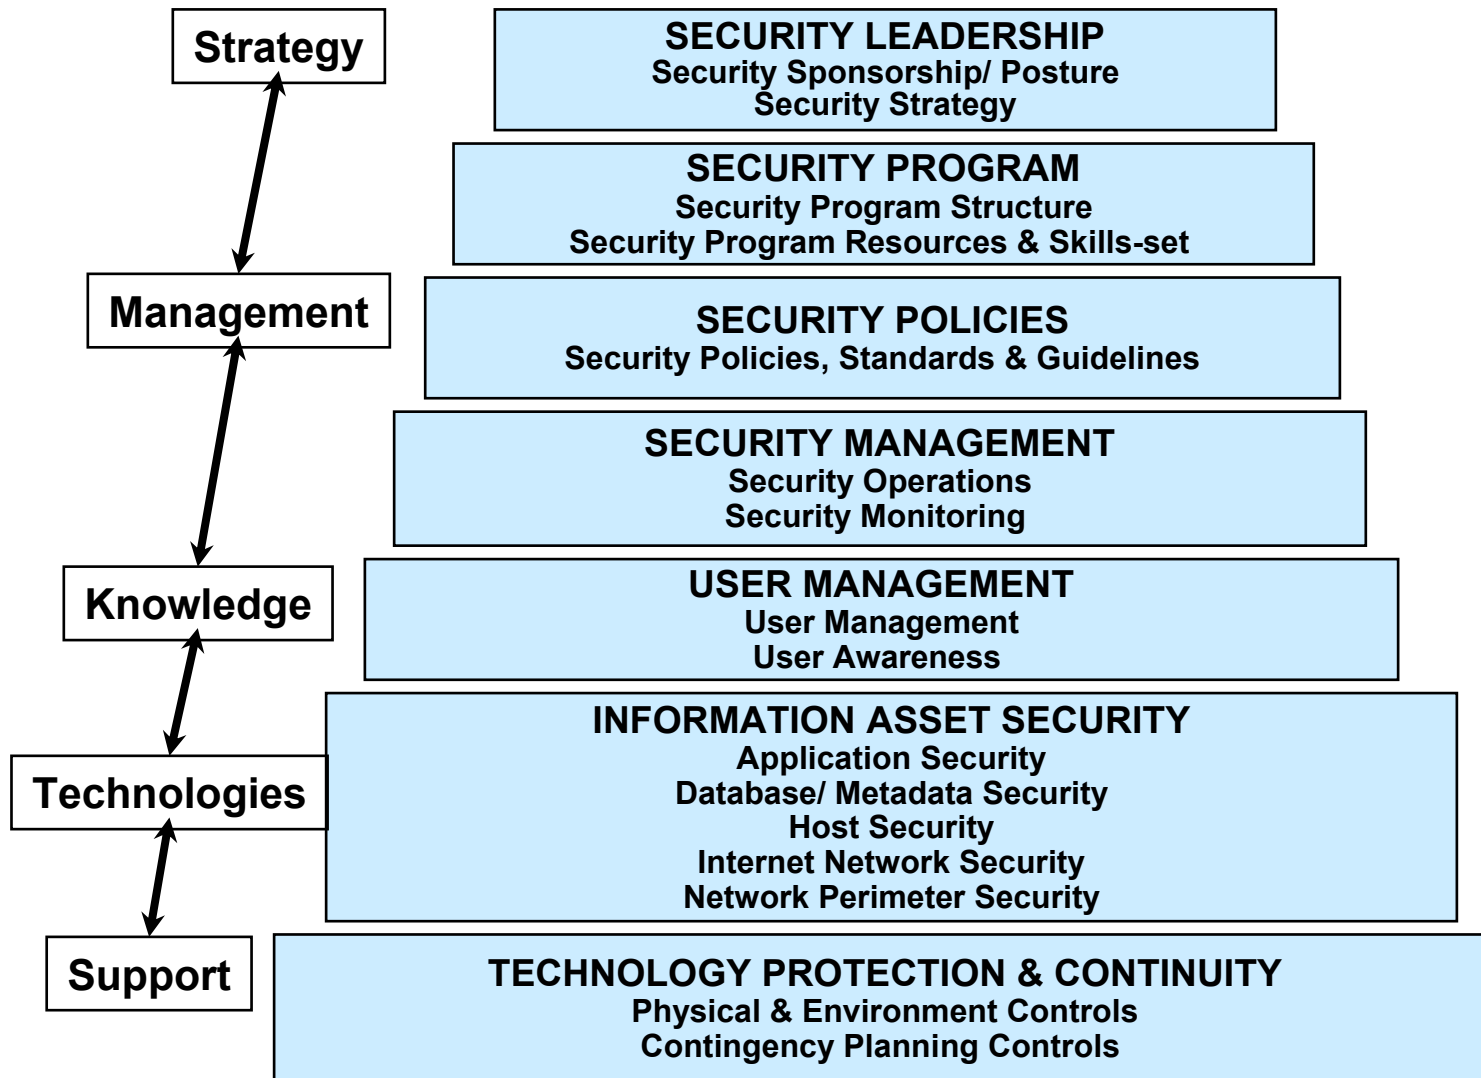 Strategy
SECURITY LEADERSHIP
Security Sponsorship/ Posture
Security Strategy
SECURITY PROGRAM
Security Program Structure
Security Program Resources & Skills-set
Management
SECURITY POLICIES
Security Policies, Standards & Guidelines
SECURITY MANAGEMENT
Security Operations
Security Monitoring
Knowledge
USER MANAGEMENT
User Management
User Awareness
Technologies
INFORMATION ASSET SECURITY
Application Security
Database/ Metadata Security
Host Security
Internet Network Security
Network Perimeter Security
Support
TECHNOLOGY PROTECTION & CONTINUITY
Physical & Environment Controls
Contingency Planning Controls